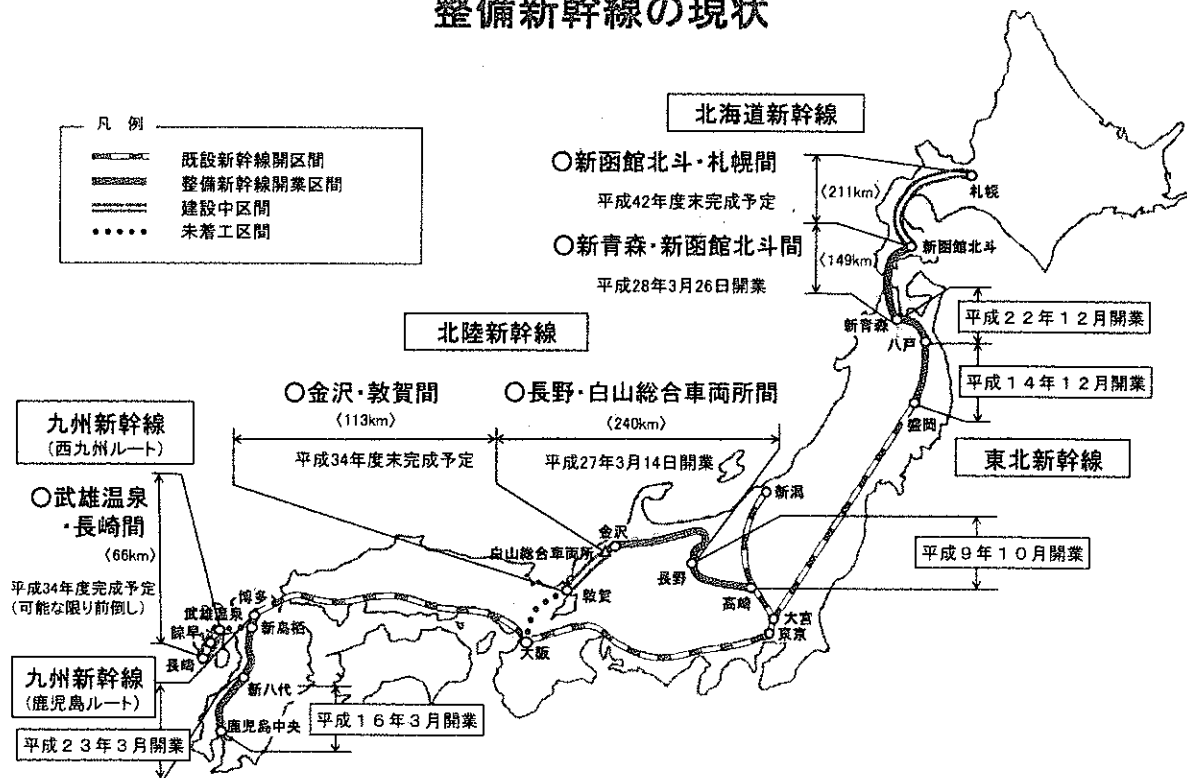 整備新幹線の現状
凡 例
既設新幹線開区間
整備新幹線開業区間
建設中区間
未着工区間
北海道新幹線
○新函館北斗・札幌間
平成42年度末完成予定
〈211km〉
札幌
○新青森・新函館北斗間
〈149km〉
新函館北斗
平成28年3月26日開業
新青森
平成22年12月開業
八戸
平成14年12月開業
盛岡
東北新幹線
北陸新幹線
○金沢・敦賀間
〈113km〉
平成34年度末完成予定
○長野・白山総合車両所間
〈240km〉
平成27年3月14日開業
九州新幹線
(西九州ルート)
○武雄温泉
・長崎間
〈66km〉
平成34年度完成予定
(可能な限り前倒し)
新潟
金沢
白山総合車両所
長野
平成9年10月開業
敦賀
高崎
大宮
東京
大阪
博多
武雄温泉
新鳥栖
諫早
長崎
九州新幹線
(鹿児島ルート)
新八代
平成16年3月開業
鹿児島中央
平成23年3月開業